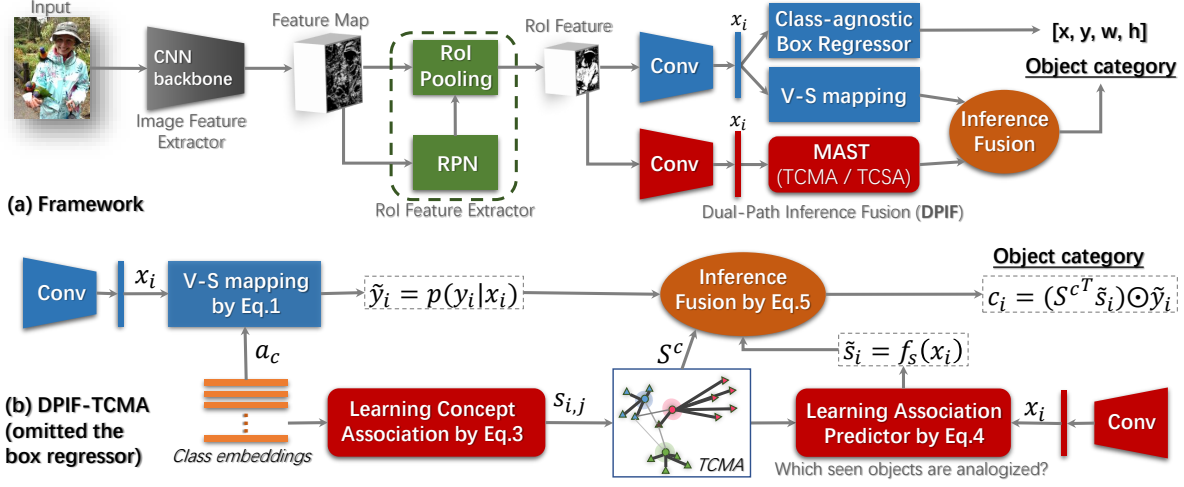 Input
CNN
backbone
Image Feature
Extractor
Feature Map
RoI
Pooling
RPN
RoI Feature Extractor
RoI Feature
Conv
x_i
Class-agnostic
Box Regressor
[x, y, w, h]
V-S mapping
Object category
Inference
Fusion
Conv
x_i
MAST
(TCMA / TCSA)
Dual-Path Inference Fusion (DPIF)
(a) Framework
Conv
x_i
V-S mapping
by Eq.1
ỹ_i = p(y_i|x_i)
Inference
Fusion by Eq.5
Object category
c_i = (S^{cT} s̃_i)⊙ỹ_i
a_c
S^c
s̃_i = f_s(x_i)
(b) DPIF-TCMA
(omitted the
box regressor)
Class embeddings
Learning Concept
Association by Eq.3
s_{i,j}
TCMA
Learning Association
Predictor by Eq.4
x_i
Conv
Which seen objects are analogized?